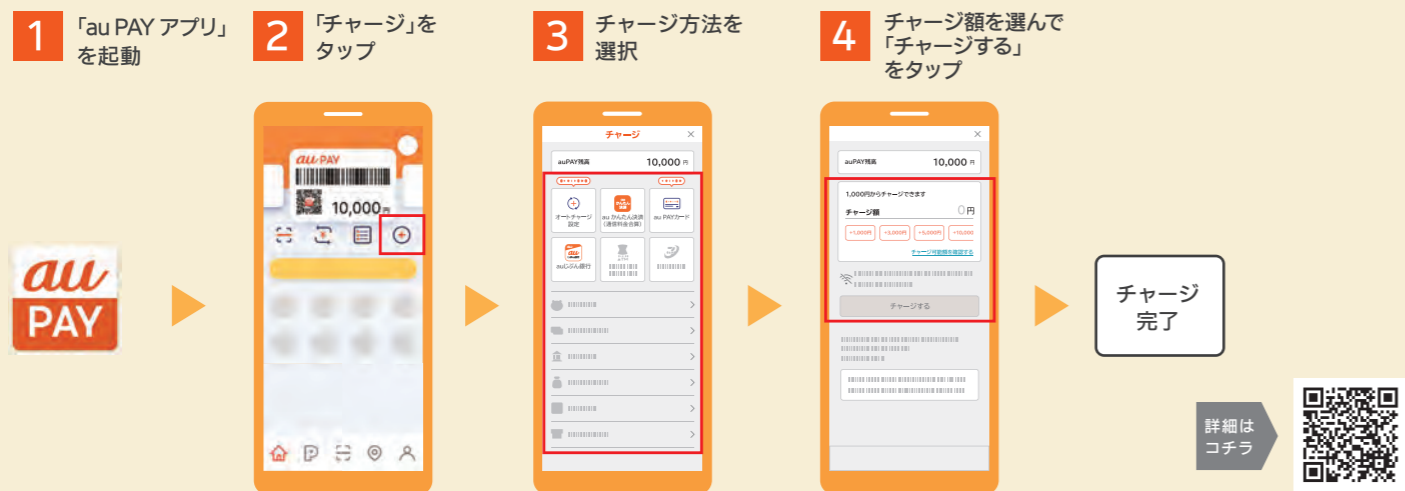 1
「au PAY アプリ」
を起動
2
「チャージ」を
タップ
3
チャージ方法を
選択
4
チャージ額を選んで
「チャージする」
をタップ
au
PAY
au PAY
10,000円
チャージ ×
auPAY残高 10,000 円
オートチャージ
設定
au かんたん決済
(通信料金合算)
au PAYカード
auじぶん銀行
×
auPAY残高 10,000 円
1,000円からチャージできます
チャージ額 0円
+1,000円 +3,000円 +5,000円 +10,000
チャージ可能額を確認する
チャージする
チャージ
完了
詳細は
コチラ